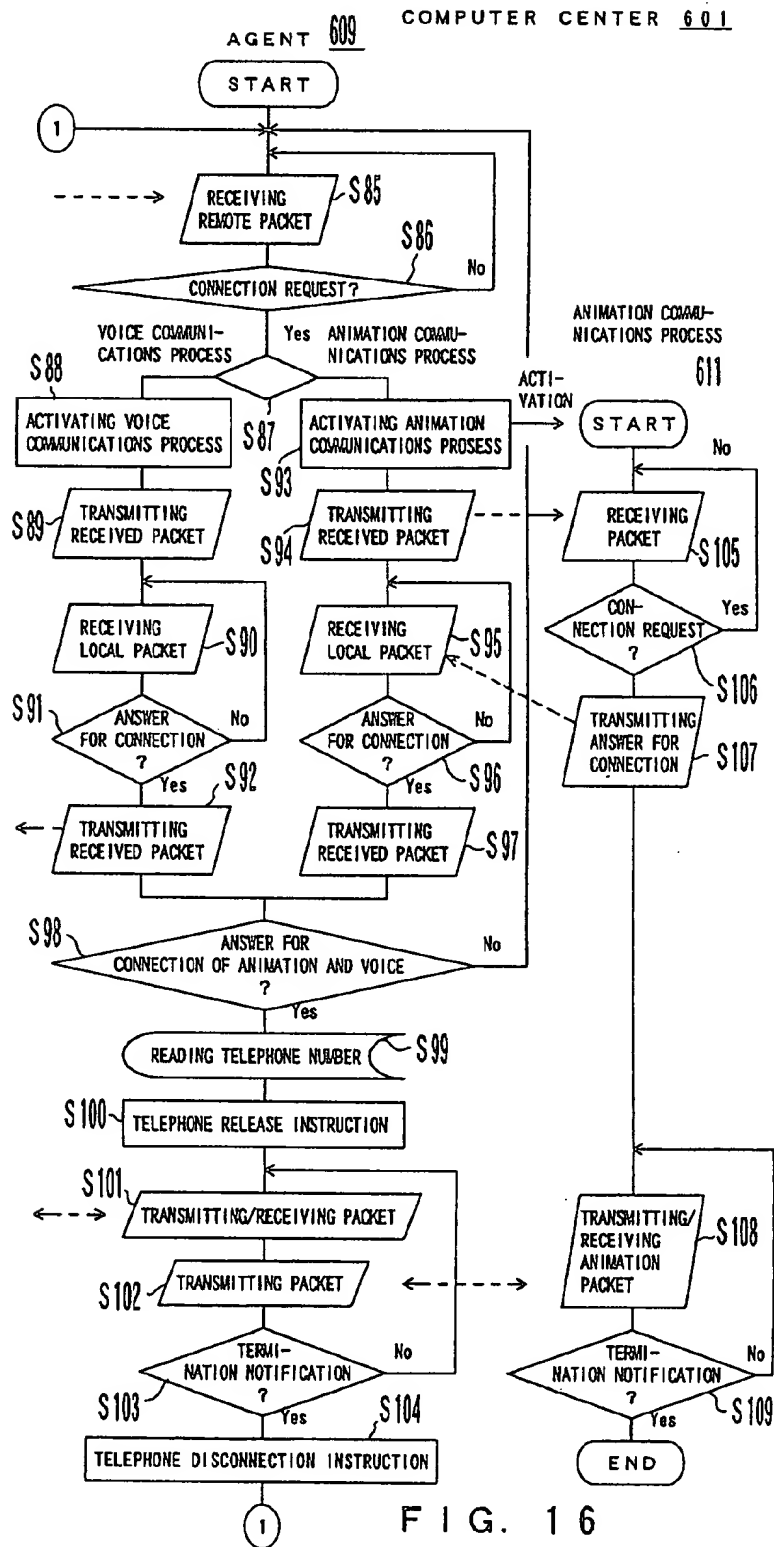 COMPUTER CENTER 601
AGENT 609
START
1
RECEIVING
REMOTE PACKET
S85
S86
CONNECTION REQUEST?
No
VOICE COMMUNI-
CATIONS PROCESS
Yes
ANIMATION COMMU-
NICATIONS PROCESS
ANIMATION COMMU-
NICATIONS PROCESS
611
S88
S87
ACTI-
VATION
ACTIVATING VOICE
COMMUNICATIONS PROCESS
ACTIVATING ANIMATION
COMMUNICATIONS PROSESS
S93
START
No
S89
TRANSMITTING
RECEIVED PACKET
TRANSMITTING
RECEIVED PACKET
S94
RECEIVING
PACKET
S105
RECEIVING
LOCAL PACKET
S90
RECEIVING
LOCAL PACKET
S95
CON-
NECTION REQUEST
?
Yes
S106
S91
ANSWER
FOR CONNECTION
?
No
Yes
ANSWER
FOR CONNECTION
?
No
Yes
S96
TRANSMITTING
ANSWER FOR
CONNECTION
S107
S92
TRANSMITTING
RECEIVED PACKET
TRANSMITTING
RECEIVED PACKET
S97
S98
ANSWER FOR
CONNECTION OF ANIMATION AND VOICE
?
No
Yes
READING TELEPHONE NUMBER
S99
S100
TELEPHONE RELEASE INSTRUCTION
S101
TRANSMITTING/RECEIVING PACKET
S102
TRANSMITTING PACKET
TRANSMITTING/
RECEIVING
ANIMATION
PACKET
S108
TERMI-
NATION NOTIFICATION
?
No
S103
Yes
TERMI-
NATION NOTIFICATION
?
No
S109
Yes
S104
TELEPHONE DISCONNECTION INSTRUCTION
END
1
FIG. 16